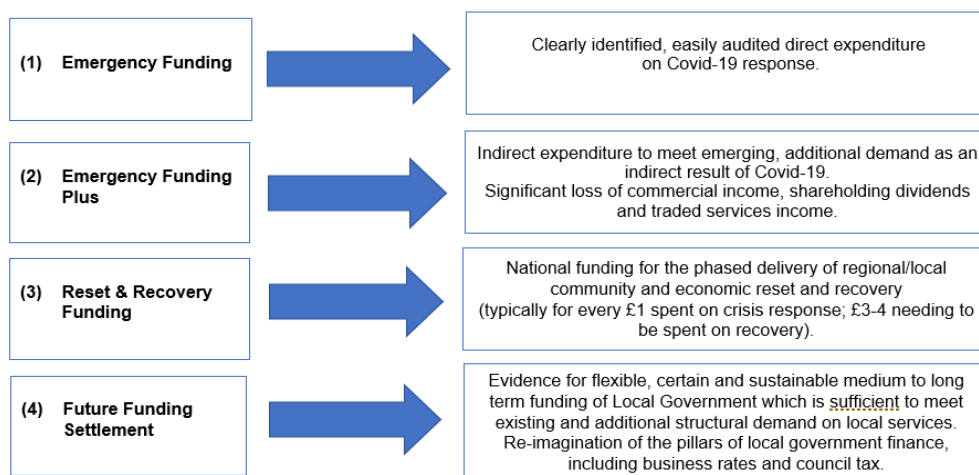 (1) Emergency Funding
Clearly identified, easily audited direct expenditure
on Covid-19 response.
(2) Emergency Funding
Plus
Indirect expenditure to meet emerging, additional demand as an
indirect result of Covid-19.
Significant loss of commercial income, shareholding dividends
and traded services income.
(3) Reset & Recovery
Funding
National funding for the phased delivery of regional/local
community and economic reset and recovery
(typically for every £1 spent on crisis response; £3-4 needing to
be spent on recovery).
(4) Future Funding
Settlement
Evidence for flexible, certain and sustainable medium to long
term funding of Local Government which is sufficient to meet
existing and additional structural demand on local services.
Re-imagination of the pillars of local government finance,
including business rates and council tax.